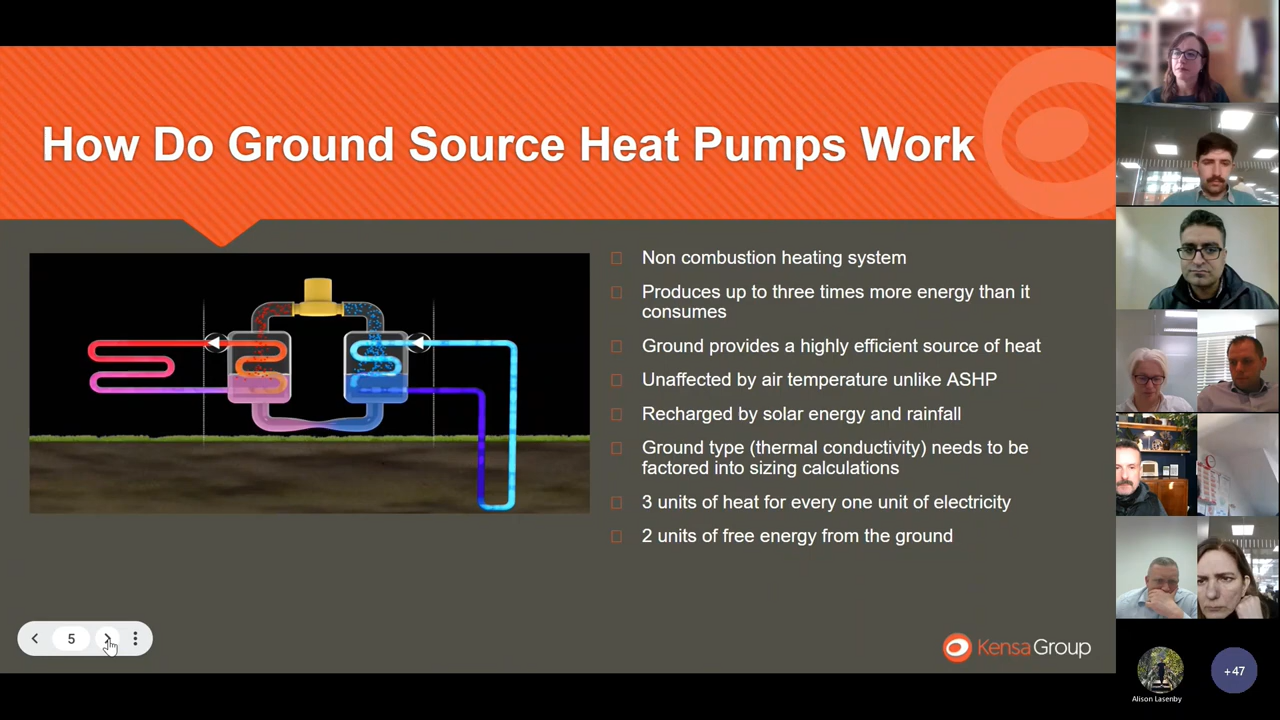 How Do Ground Source Heat Pumps Work
Non combustion heating system
Produces up to three times more energy than it
consumes
Ground provides a highly efficient source of heat
Unaffected by air temperature unlike ASHP
Recharged by solar energy and rainfall
Ground type (thermal conductivity) needs to be
factored into sizing calculations
3 units of heat for every one unit of electricity
2 units of free energy from the ground
5
KensaGroup
Alison Lasenby
+47